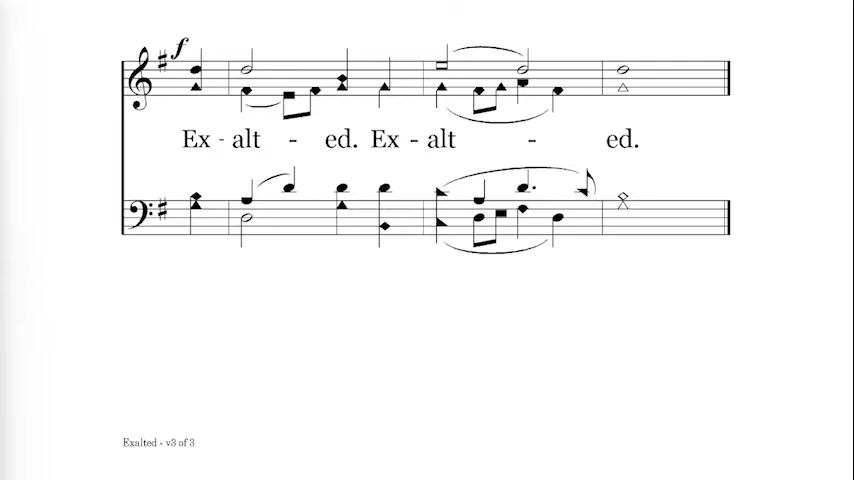 f
Ex - alt - ed. Ex - alt - ed.
Exalted - v3 of 3